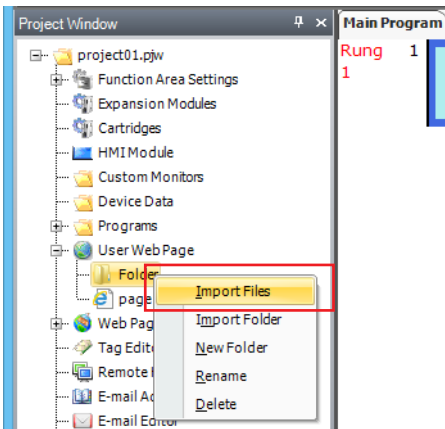 Project Window
Main Program
project01.pjw
Rung 1
1
Function Area Settings
Expansion Modules
Cartridges
HMI Module
Custom Monitors
Device Data
Programs
User Web Page
Folder
Import Files
page
Import Folder
Web Pag
New Folder
Tag Edit
Rename
Remote
Delete
E-mail Ad
E-mail Editor